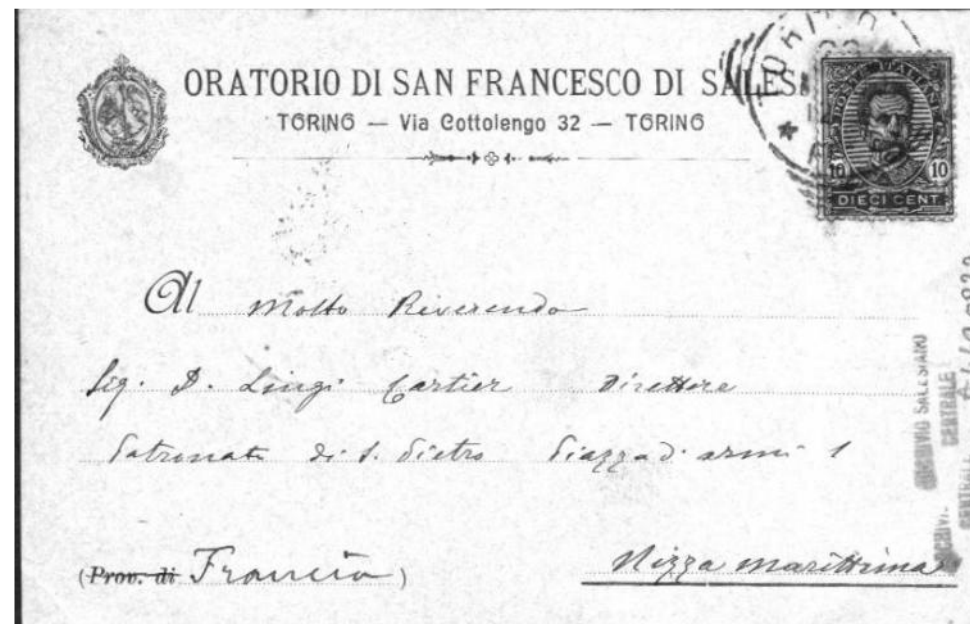 ORATORIO DI SAN FRANCESCO DI SALES
TORINO — Via Cottolengo 32 — TORINO
TORINO
POSTE ITALIANE
10 10
DIECI CENT
Al Molto Reverendo
Sig. D. Luigi Cartier Direttore
Patronato di S. Pietro Piazza d'armi 1
(Prov. di Francia)
Nizza marittima
ARCHIVIO SALESIANO
CENTRALE